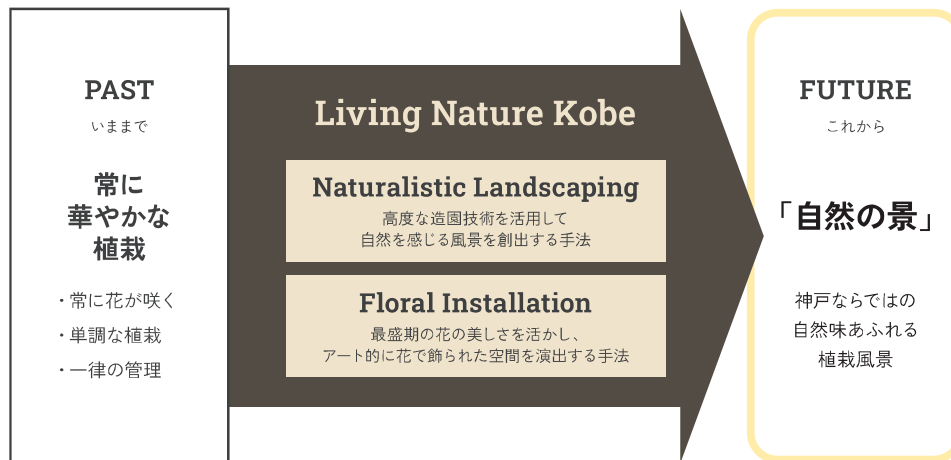 PAST
いままで
常に
華やかな
植栽
・常に花が咲く
・単調な植栽
・一律の管理
Living Nature Kobe
Naturalistic Landscaping
高度な造園技術を活用して
自然を感じる風景を創出する手法
Floral Installation
最盛期の花の美しさを活かし、
アート的に花で飾られた空間を演出する手法
FUTURE
これから
「自然の景」
神戸ならではの
自然味あふれる
植栽風景